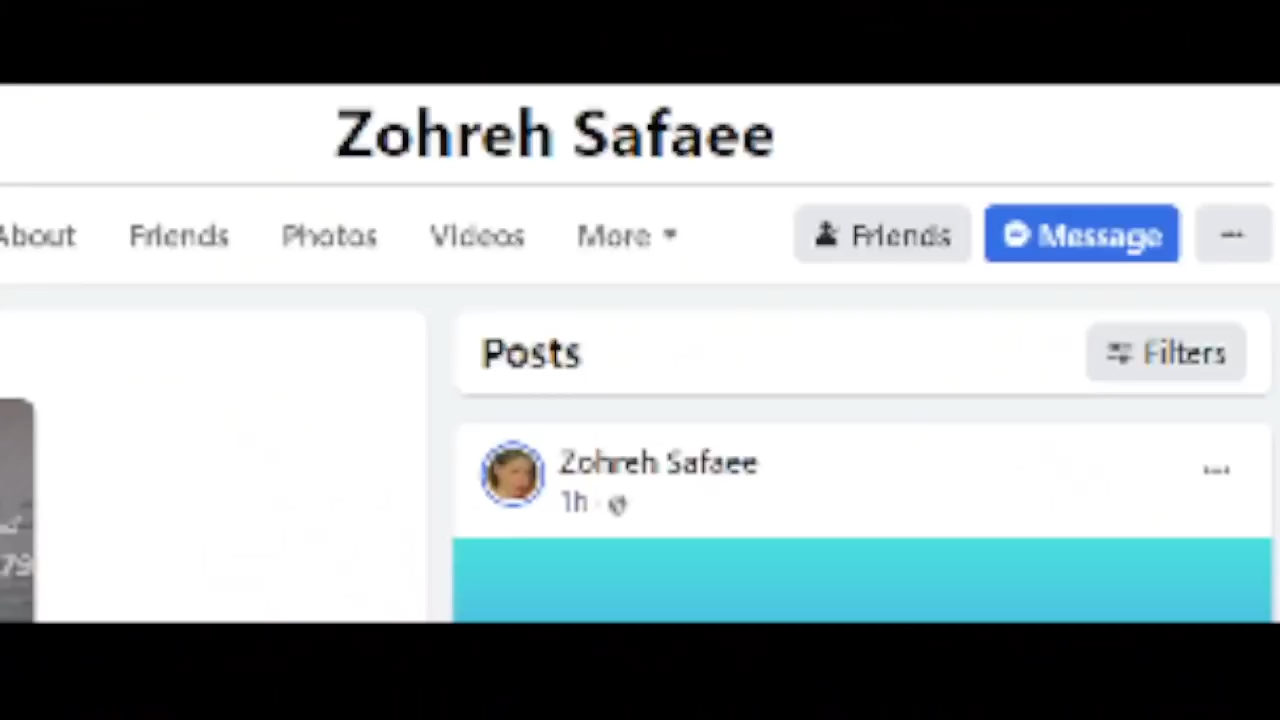 Zohreh Safaee
About Friends Photos Videos More Friends Message
Posts Filters
Zohreh Safaee
1h